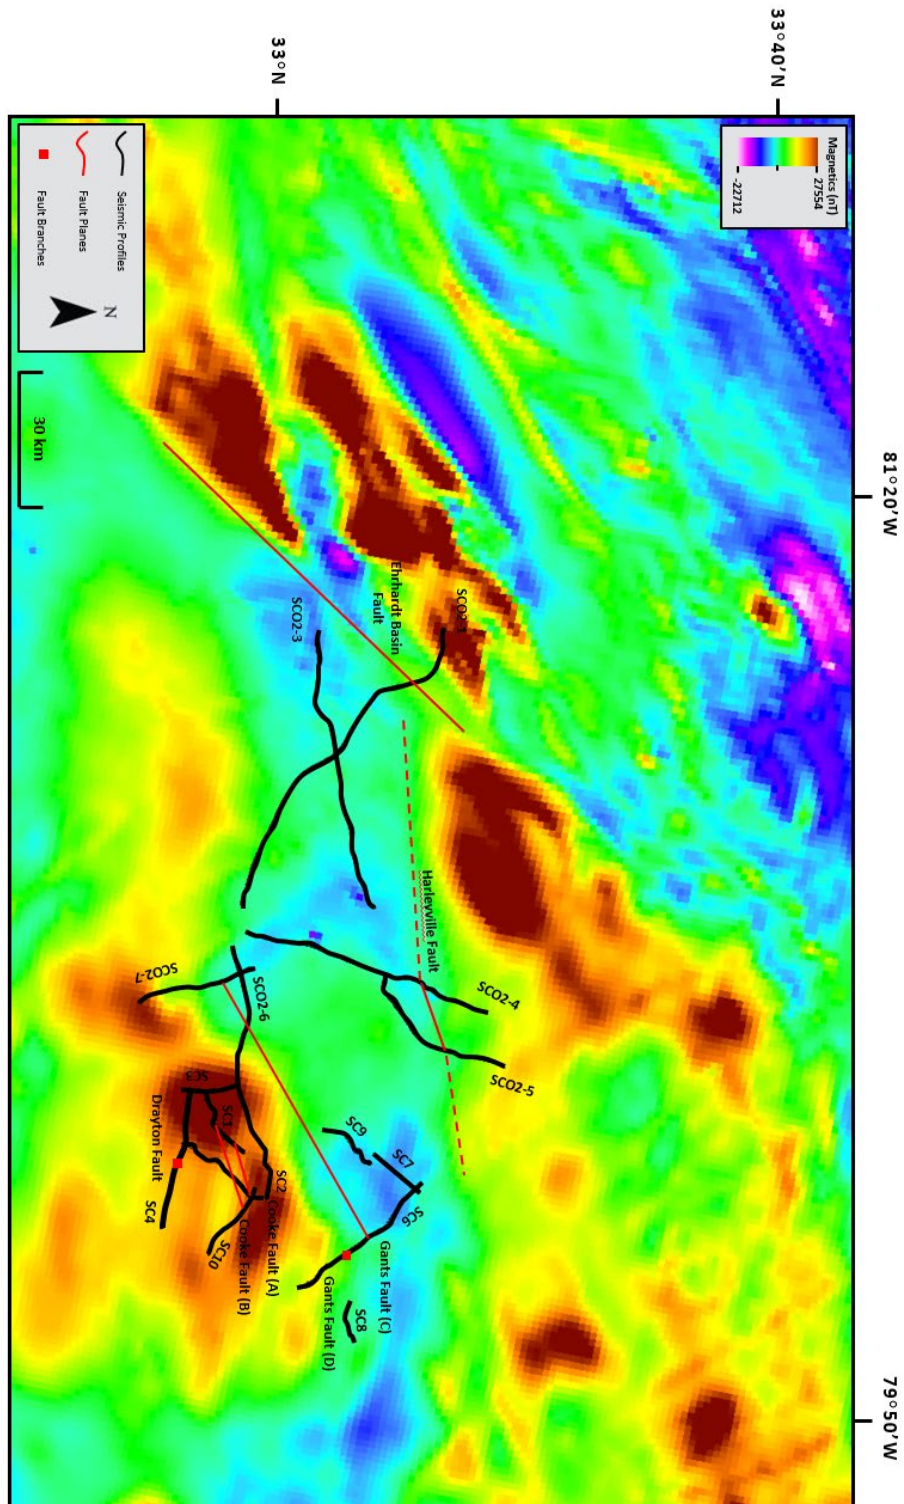 33°N
33°40'N
81°20'W
79°50'W
Magnetics (nT)
27554
-22712
Seismic Profiles
Fault Planes
Fault Branches
N
30 km
Ehrhardt Basin
Fault
SCO2-1
SCO2-3
Harleyville Fault
SCO2-4
SCO2-5
SCO2-7
SCO2-6
SC3
SC1
Drayton Fault
SC4
SC2
SC10
Cooke Fault (A)
Cooke Fault (B)
SC9
SC7
SC6
Gants Fault (C)
Gants Fault (D)
SC8